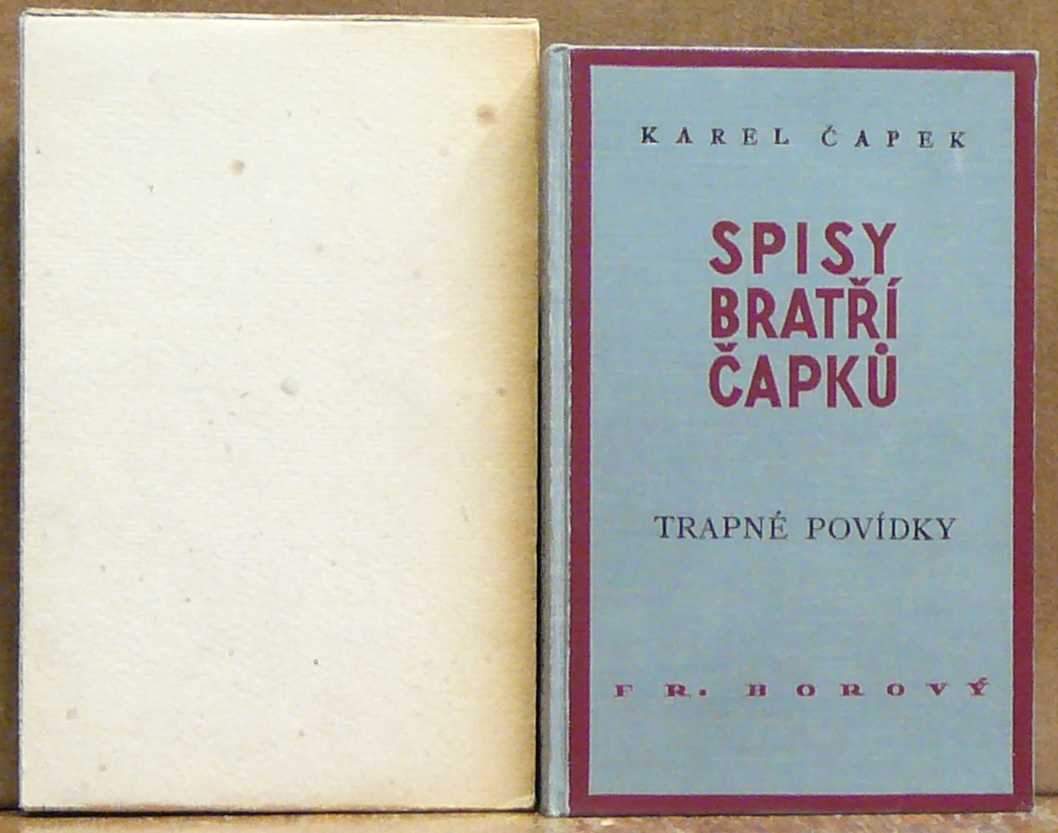 KAREL ČAPEK
SPISY
BRATŘÍ
ČAPKŮ
TRAPNÉ POVÍDKY
FR. BOROVÝ